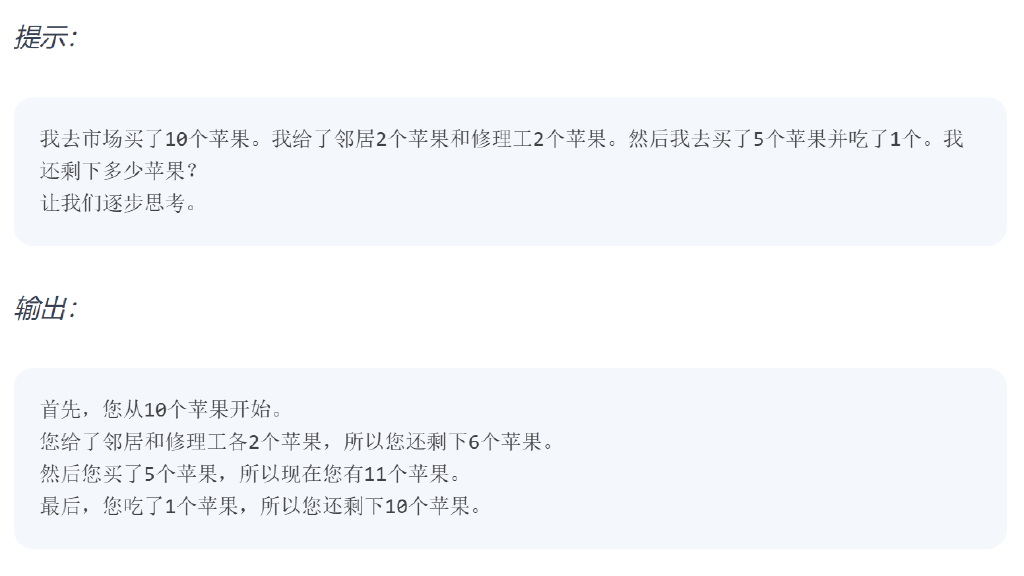 提示：
我去市场买了10个苹果。我给了邻居2个苹果和修理工2个苹果。然后我去买了5个苹果并吃了1个。我
还剩下多少苹果？
让我们逐步思考。
输出：
首先，您从10个苹果开始。
您给了邻居和修理工各2个苹果，所以您还剩下6个苹果。
然后您买了5个苹果，所以现在您有11个苹果。
最后，您吃了1个苹果，所以您还剩下10个苹果。